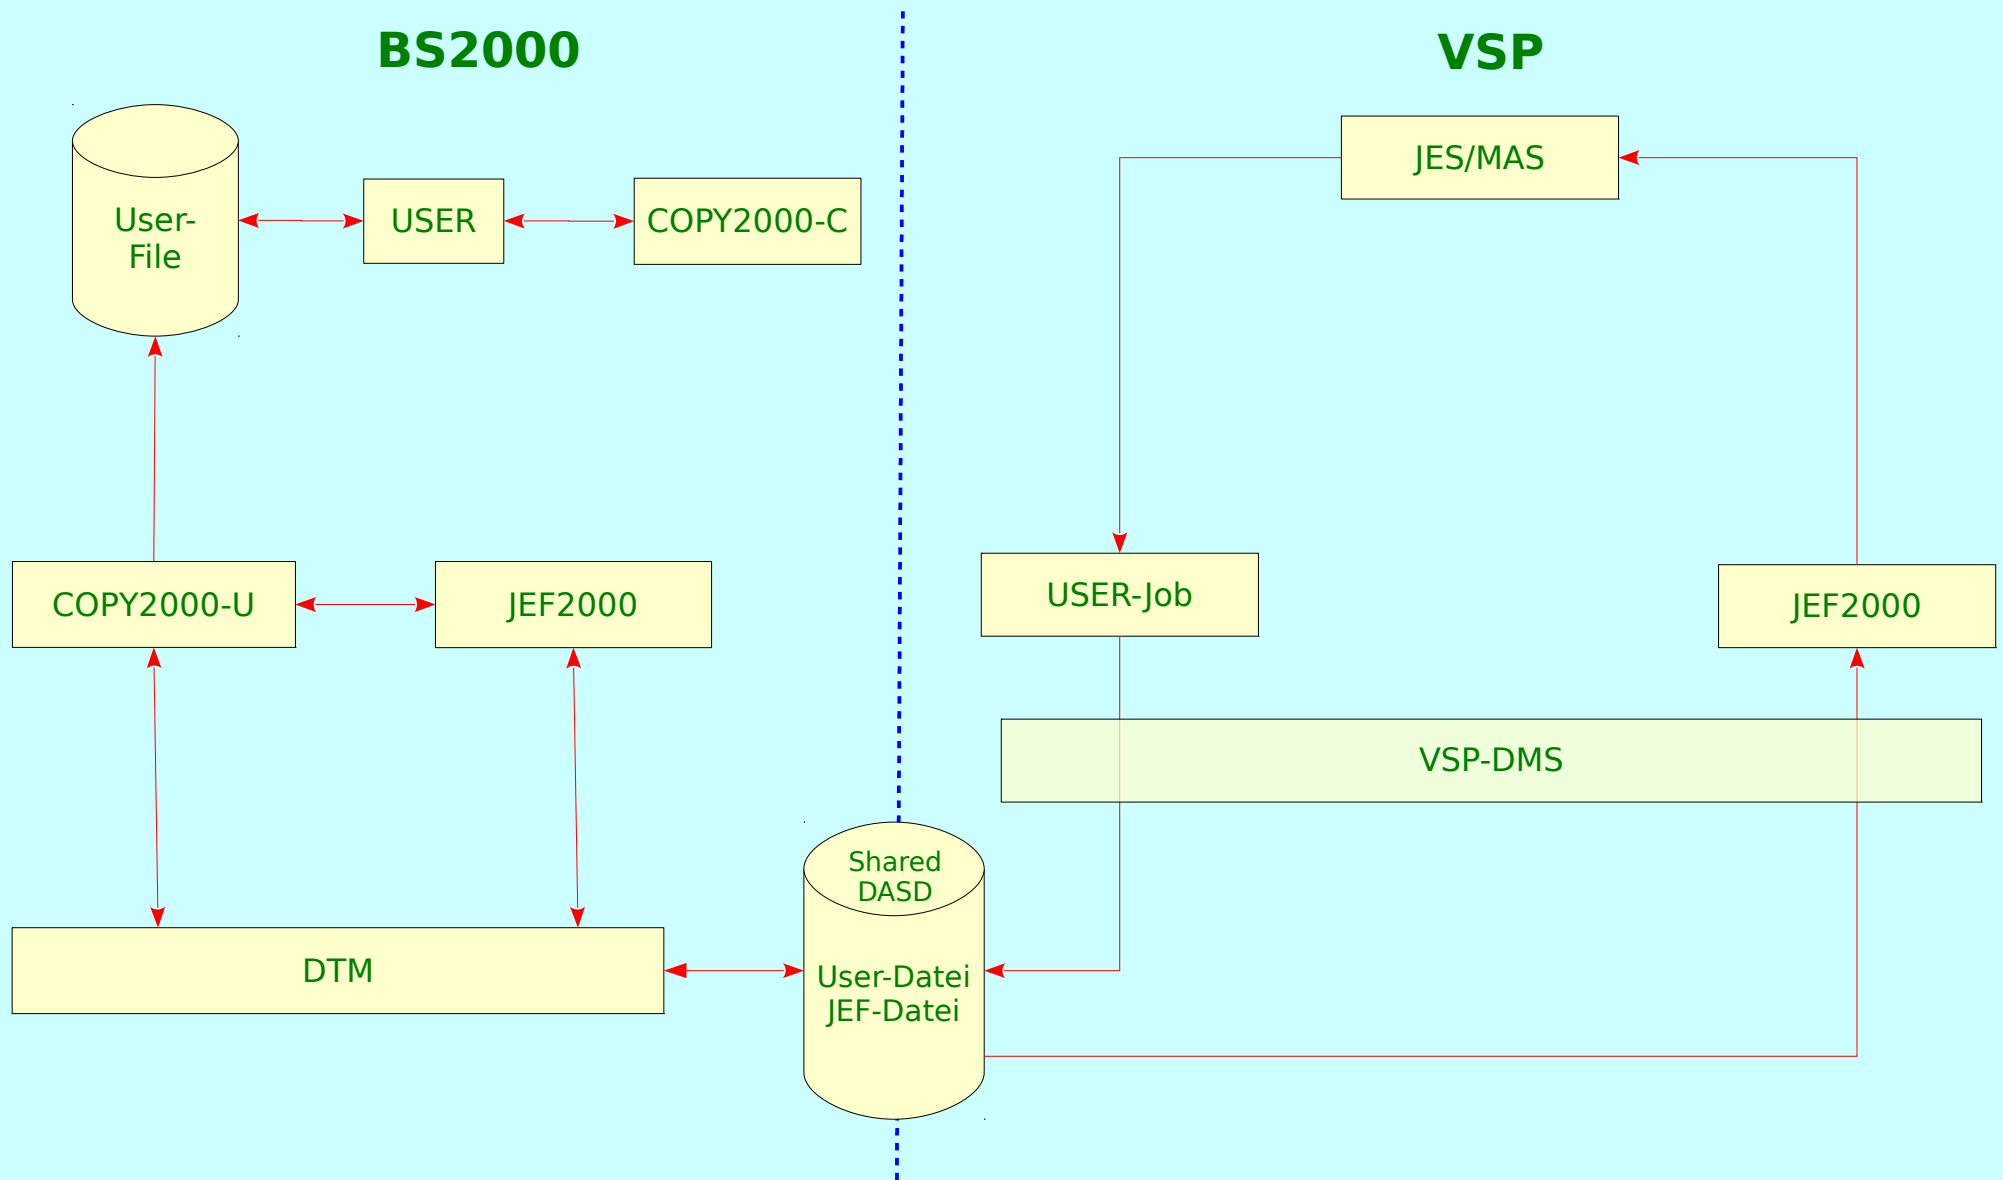 BS2000
VSP
User-
File
USER
COPY2000-C
JES/MAS
COPY2000-U
JEF2000
USER-Job
JEF2000
VSP-DMS
Shared
DASD
User-Datei
JEF-Datei
DTM